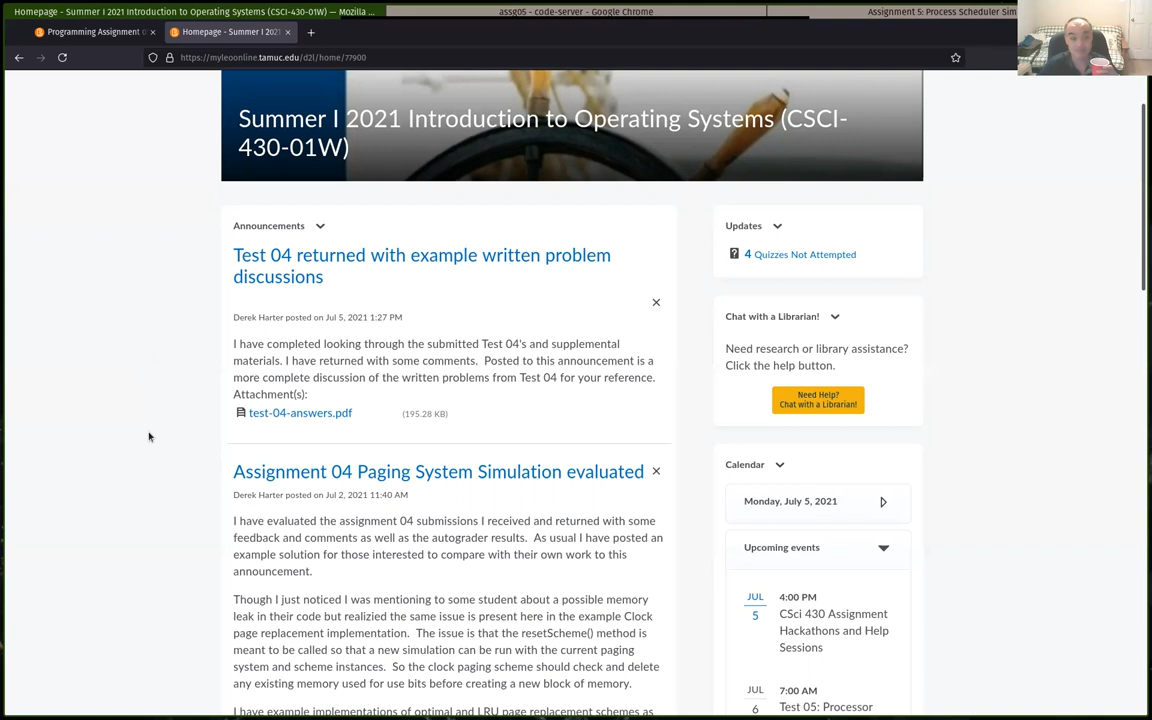 Homepage - Summer I 2021 Introduction to Operating Systems (CSCI-430-01W) — Mozilla ...
assg05 - code-server - Google Chrome
Assignment 5: Process Scheduler Sim
Programming Assignment
Homepage - Summer I 2021
https://myleoonline.tamuc.edu/d2l/home/77900
Summer I 2021 Introduction to Operating Systems (CSCI-
430-01W)
Announcements
Test 04 returned with example written problem
discussions
Derek Harter posted on Jul 5, 2021 1:27 PM
I have completed looking through the submitted Test 04's and supplemental
materials. I have returned with some comments.  Posted to this announcement is a
more complete discussion of the written problems from Test 04 for your reference.
Attachment(s):
test-04-answers.pdf (195.28 KB)
Assignment 04 Paging System Simulation evaluated
Derek Harter posted on Jul 2, 2021 11:40 AM
I have evaluated the assignment 04 submissions I received and returned with some
feedback and comments as well as the autograder results.  As usual I have posted an
example solution for those interested to compare with their own work to this
announcement.
Though I just noticed I was mentioning to some student about a possible memory
leak in their code but realizied the same issue is present here in the example Clock
page replacement implementation.  The issue is that the resetScheme() method is
meant to be called so that a new simulation can be run with the current paging
system and scheme instances.  So the clock paging scheme should check and delete
any existing memory used for use bits before creating a new block of memory.
I have example implementations of optimal and LRU page replacement schemes as
Updates
4 Quizzes Not Attempted
Chat with a Librarian!
Need research or library assistance?
Click the help button.
Need Help?
Chat with a Librarian!
Calendar
Monday, July 5, 2021
Upcoming events
JUL
5
4:00 PM
CSci 430 Assignment
Hackathons and Help
Sessions
JUL
6
7:00 AM
Test 05: Processor